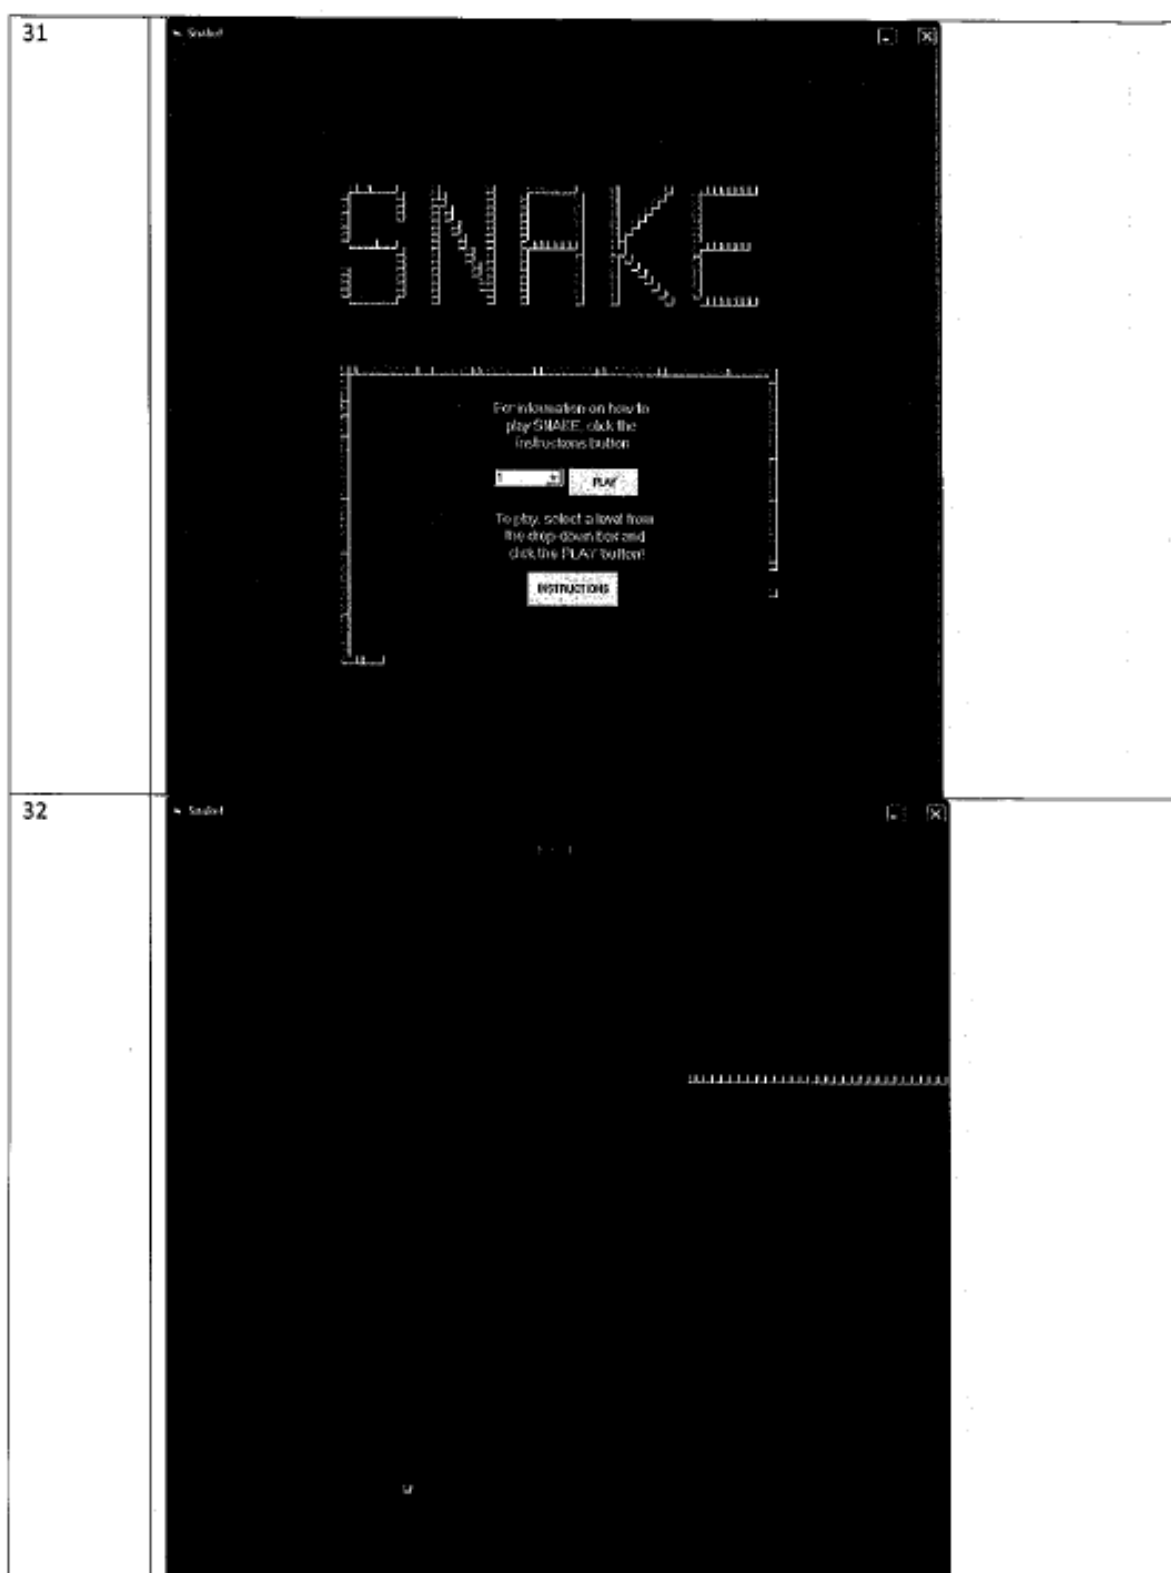 31
Snake!
SNAKE
For information on how to
play SNAKE, click the
instructions button
1
PLAY
To play, select a level from
the drop-down box and
click the PLAY button!
INSTRUCTIONS
32
Snake!